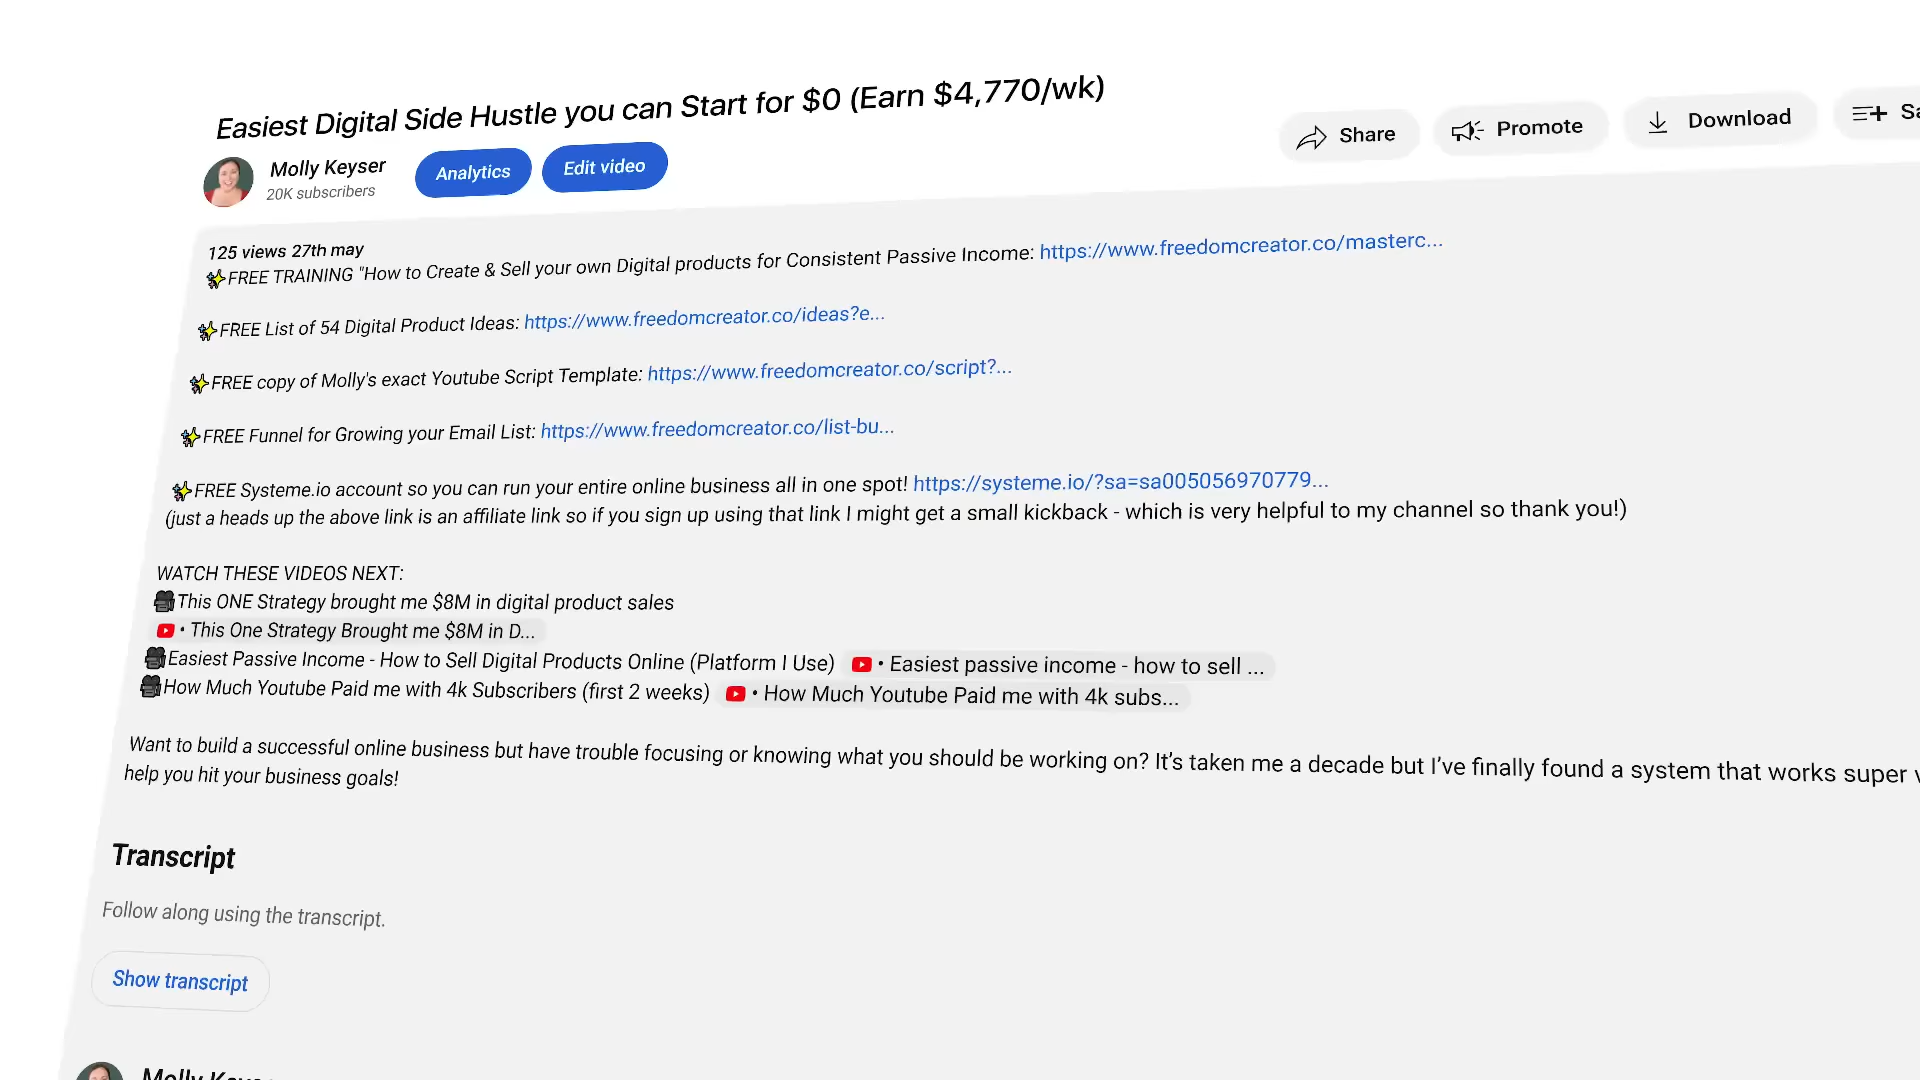 Easiest Digital Side Hustle you can Start for $0 (Earn $4,770/wk)
Molly Keyser
20K subscribers
Analytics
Edit video
Share
Promote
Download
125 views 27th may
✨FREE TRAINING "How to Create & Sell your own Digital products for Consistent Passive Income: https://www.freedomcreator.co/masterc...
✨FREE List of 54 Digital Product Ideas: https://www.freedomcreator.co/ideas?e...
✨FREE copy of Molly's exact Youtube Script Template: https://www.freedomcreator.co/script?...
✨FREE Funnel for Growing your Email List: https://www.freedomcreator.co/list-bu...
✨FREE Systeme.io account so you can run your entire online business all in one spot! https://systeme.io/?sa=sa005056970779...
(just a heads up the above link is an affiliate link so if you sign up using that link I might get a small kickback - which is very helpful to my channel so thank you!)
WATCH THESE VIDEOS NEXT:
🎥This ONE Strategy brought me $8M in digital product sales
• This One Strategy Brought me $8M in D...
🎥Easiest Passive Income - How to Sell Digital Products Online (Platform I Use) • Easiest passive income - how to sell ...
🎥How Much Youtube Paid me with 4k Subscribers (first 2 weeks) • How Much Youtube Paid me with 4k subs...
Want to build a successful online business but have trouble focusing or knowing what you should be working on? It's taken me a decade but I've finally found a system that works super
help you hit your business goals!
Transcript
Follow along using the transcript.
Show transcript
Molly